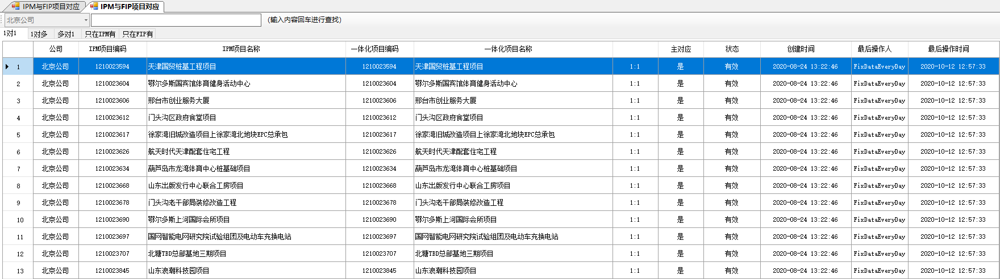 IPM与FIP项目对应 IPM与FIP项目对应
北京公司 (输入内容回车进行查找)
1对1 1对多 多对1 只在IPM有 只在FIP有
公司 IPM项目编码 IPM项目名称 一体化项目编码 一体化项目名称 主对应 状态 创建时间 最后操作人 最后操作时间
1 北京公司 1210023594 天津国贸桩基工程项目 1210023594 天津国贸桩基工程项目 1:1 是 有效 2020-08-24 13:22:46 FixDataEveryDay 2020-10-12 12:57:33
2 北京公司 1210023604 鄂尔多斯国宾馆体育健身活动中心 1210023604 鄂尔多斯国宾馆体育健身活动中心 1:1 是 有效 2020-08-24 13:22:46 FixDataEveryDay 2020-10-12 12:57:33
3 北京公司 1210023606 邢台市创业服务大厦 1210023606 邢台市创业服务大厦 1:1 是 有效 2020-08-24 13:22:46 FixDataEveryDay 2020-10-12 12:57:33
4 北京公司 1210023612 门头沟区政府食堂项目 1210023612 门头沟区政府食堂项目 1:1 是 有效 2020-08-24 13:22:46 FixDataEveryDay 2020-10-12 12:57:33
5 北京公司 1210023617 徐家湾旧城改造项目上徐家湾北地块EPC总承包 1210023617 徐家湾旧城改造项目上徐家湾北地块EPC总承包 1:1 是 有效 2020-08-24 13:22:46 FixDataEveryDay 2020-10-12 12:57:33
6 北京公司 1210023626 航天时代天津配套住宅工程 1210023626 航天时代天津配套住宅工程 1:1 是 有效 2020-08-24 13:22:46 FixDataEveryDay 2020-10-12 12:57:33
7 北京公司 1210023634 葫芦岛市龙湾体育中心桩基础项目 1210023634 葫芦岛市龙湾体育中心桩基础项目 1:1 是 有效 2020-08-24 13:22:46 FixDataEveryDay 2020-10-12 12:57:33
8 北京公司 1210023668 山东出版发行中心联合工房项目 1210023668 山东出版发行中心联合工房项目 1:1 是 有效 2020-08-24 13:22:46 FixDataEveryDay 2020-10-12 12:57:33
9 北京公司 1210023678 门头沟老干部局装修改造工程 1210023678 门头沟老干部局装修改造工程 1:1 是 有效 2020-08-24 13:22:46 FixDataEveryDay 2020-10-12 12:57:33
10 北京公司 1210023690 鄂尔多斯上河国际会所项目 1210023690 鄂尔多斯上河国际会所项目 1:1 是 有效 2020-08-24 13:22:46 FixDataEveryDay 2020-10-12 12:57:33
11 北京公司 1210023697 国网智能电网研究院试验组团及电动车充换电站 1210023697 国网智能电网研究院试验组团及电动车充换电站 1:1 是 有效 2020-08-24 13:22:46 FixDataEveryDay 2020-10-12 12:57:33
12 北京公司 1210023707 北塘TBD总部基地三期项目 1210023707 北塘TBD总部基地三期项目 1:1 是 有效 2020-08-24 13:22:46 FixDataEveryDay 2020-10-12 12:57:33
13 北京公司 1210023845 山东浪潮科技园项目 1210023845 山东浪潮科技园项目 1:1 是 有效 2020-08-24 13:22:46 FixDataEveryDay 2020-10-12 12:57:33